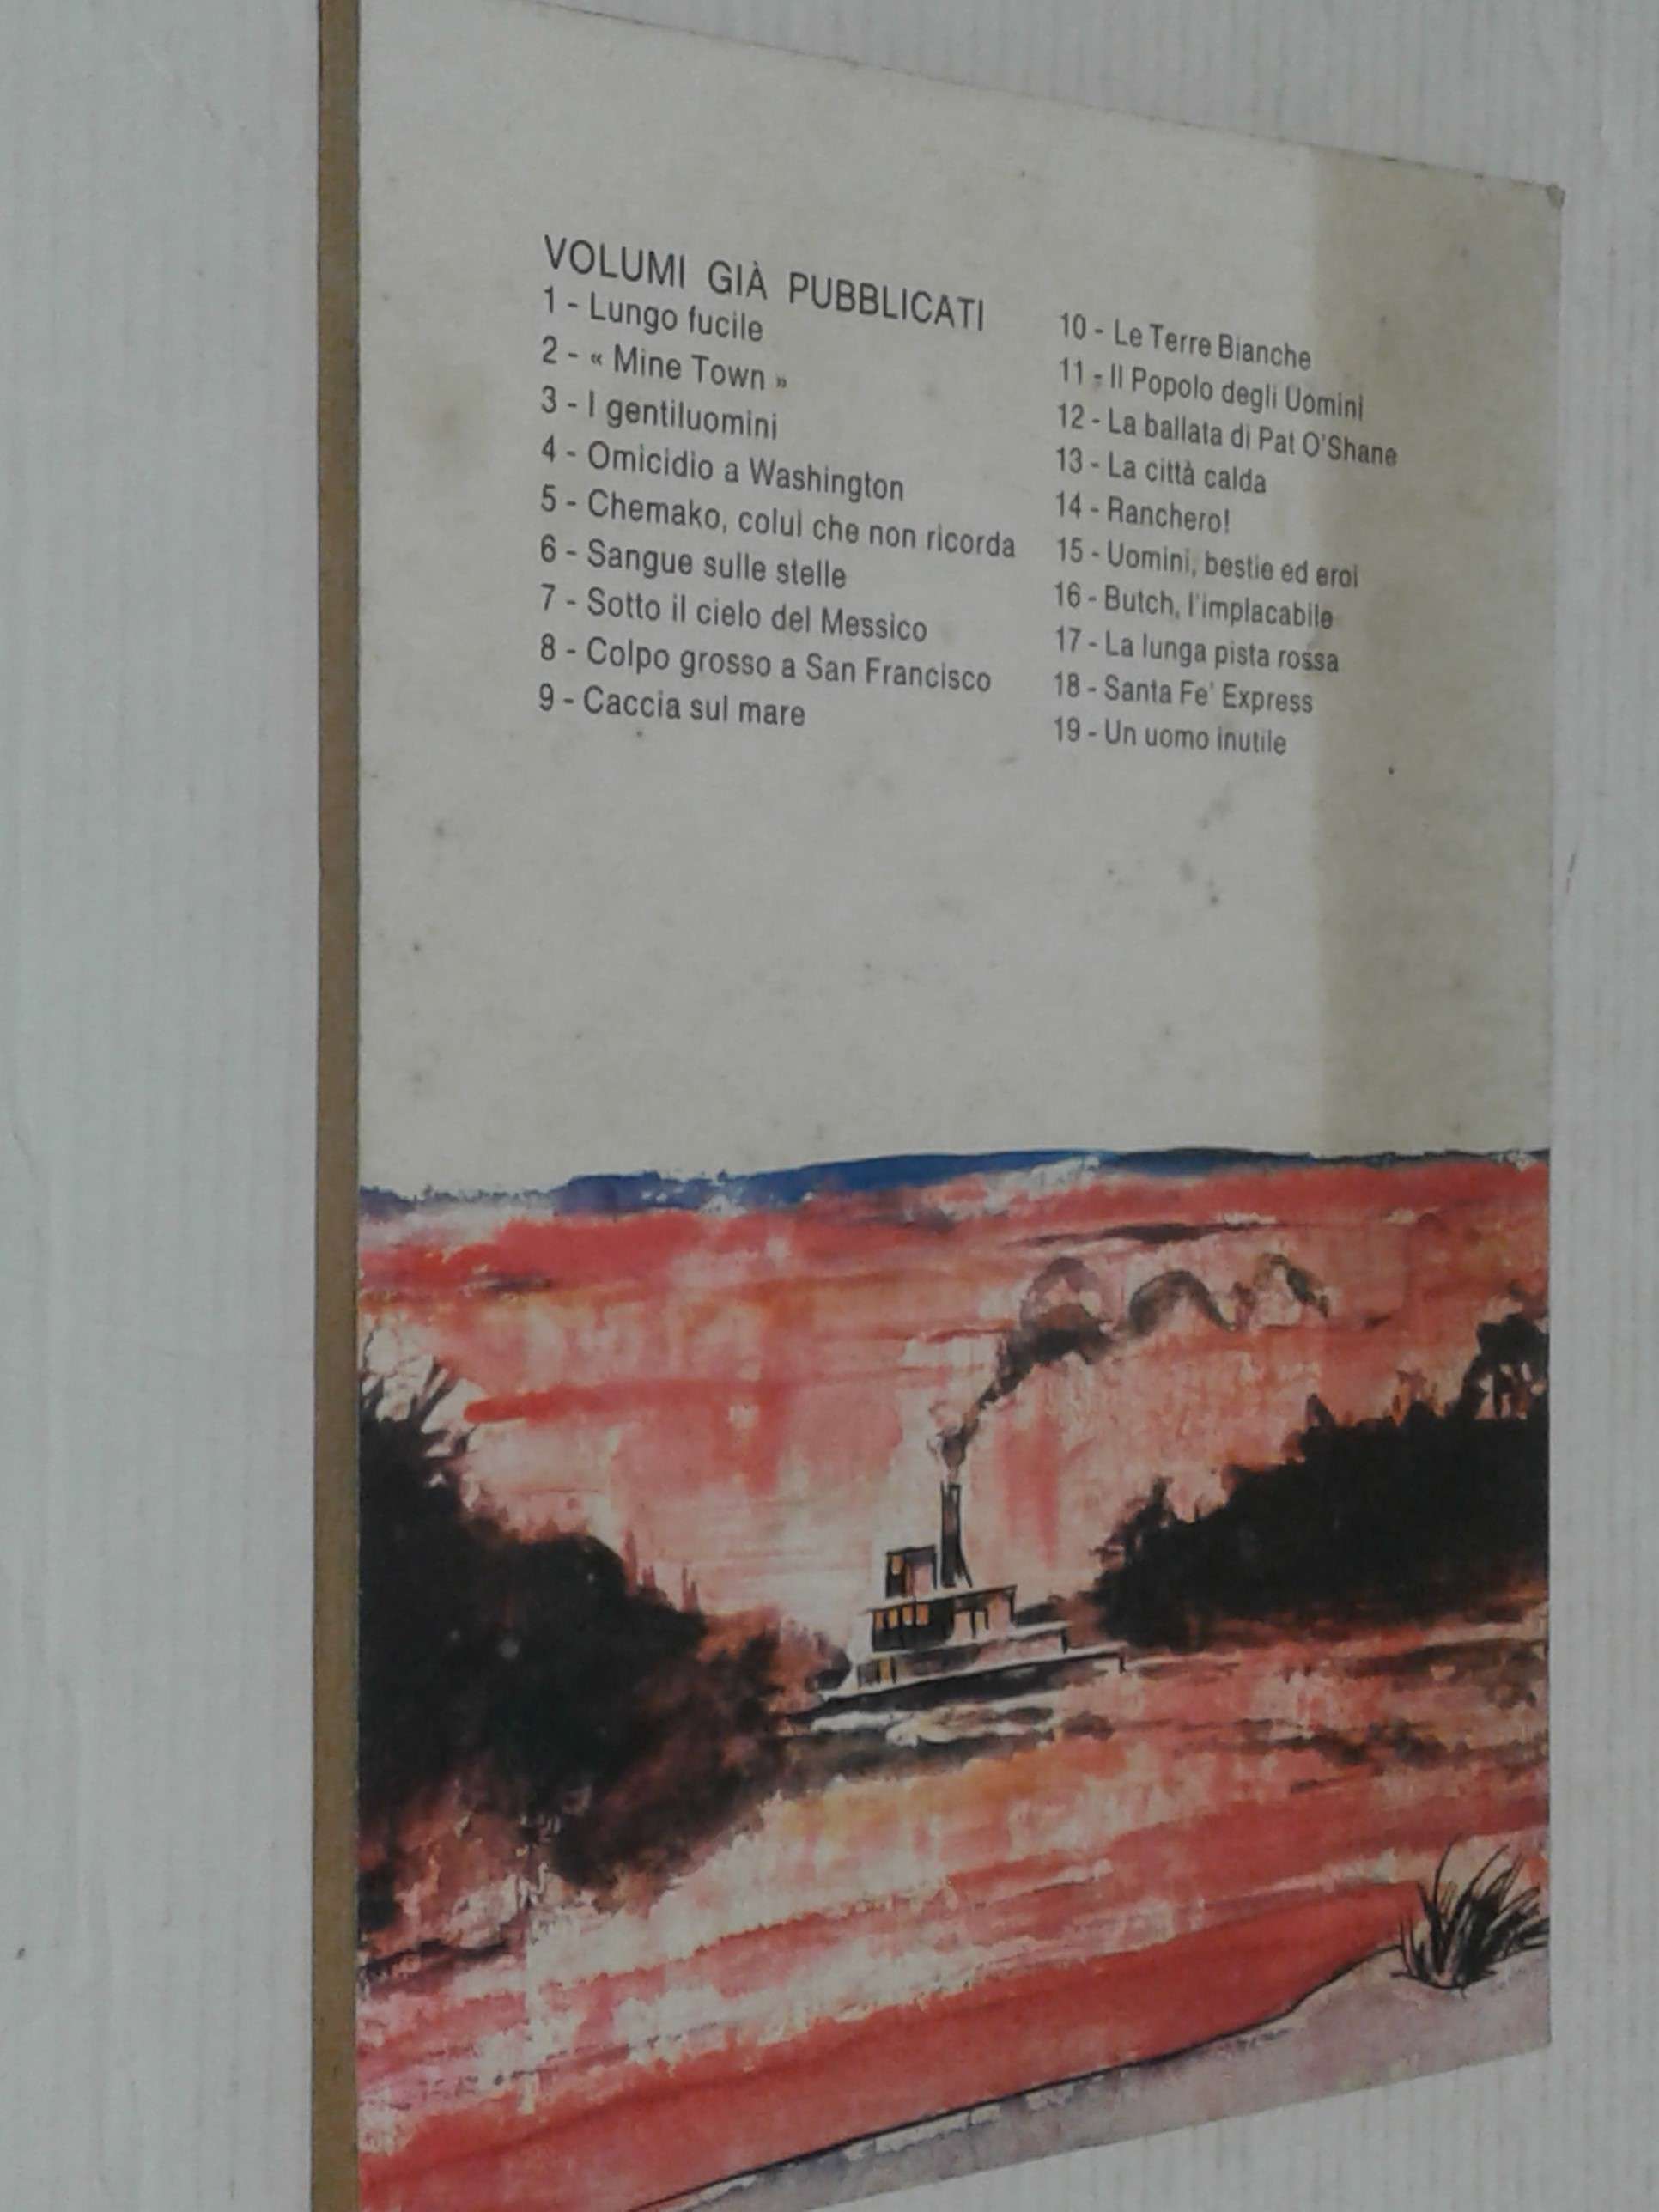 VOLUMI GIÀ PUBBLICATI
1 - Lungo fucile
2 - « Mine Town »
3 - I gentiluomini
4 - Omicidio a Washington
5 - Chemako, colui che non ricorda
6 - Sangue sulle stelle
7 - Sotto il cielo del Messico
8 - Colpo grosso a San Francisco
9 - Caccia sul mare
10 - Le Terre Bianche
11 - Il Popolo degli Uomini
12 - La ballata di Pat O'Shane
13 - La città calda
14 - Ranchero!
15 - Uomini, bestie ed eroi
16 - Butch, l'implacabile
17 - La lunga pista rossa
18 - Santa Fe' Express
19 - Un uomo inutile